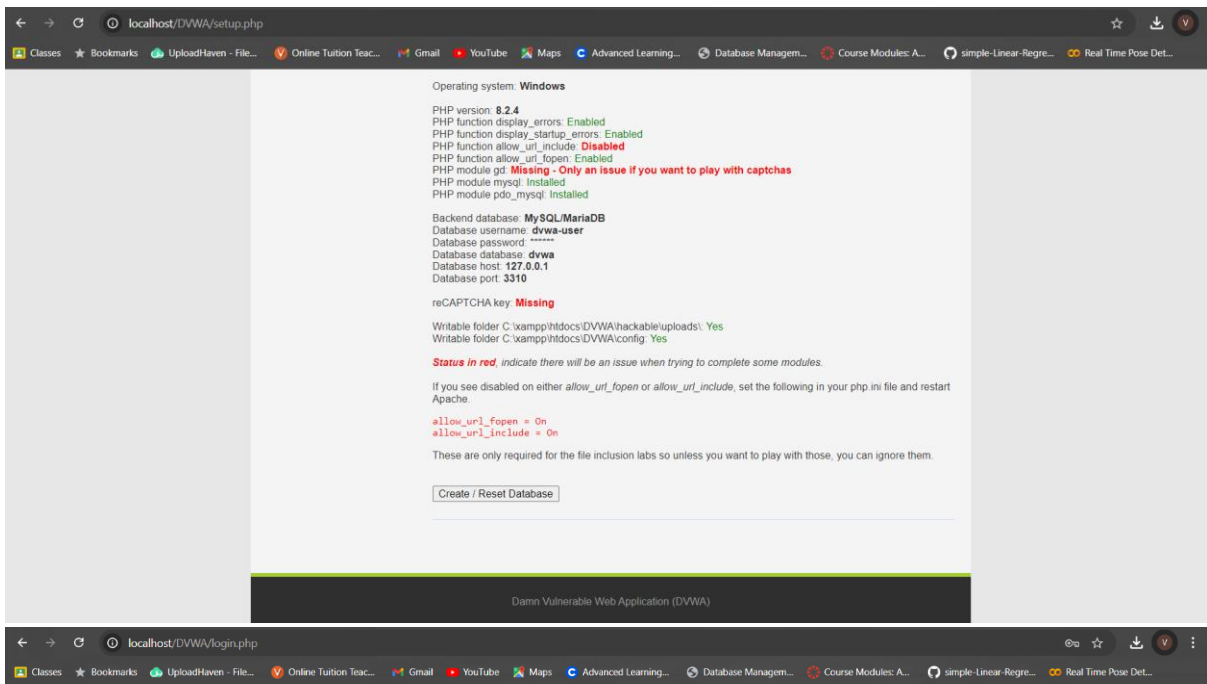 localhost/DVWA/setup.php
V
Classes Bookmarks UploadHaven - File... Online Tuition Teac... Gmail YouTube Maps Advanced Learning... Database Managem... Course Modules: A... simple-Linear-Regre... Real Time Pose Det...
Operating system: Windows
PHP version: 8.2.4
PHP function display_errors: Enabled
PHP function display_startup_errors: Enabled
PHP function allow_url_include: Disabled
PHP function allow_url_fopen: Enabled
PHP module gd: Missing - Only an issue if you want to play with captchas
PHP module mysql: Installed
PHP module pdo_mysql: Installed
Backend database: MySQL/MariaDB
Database username: dvwa-user
Database password: ******
Database database: dvwa
Database host: 127.0.0.1
Database port: 3310
reCAPTCHA key: Missing
Writable folder C:\xampp\htdocs\DVWA\hackable\uploads\: Yes
Writable folder C:\xampp\htdocs\DVWA\config: Yes
Status in red, indicate there will be an issue when trying to complete some modules.
If you see disabled on either allow_url_fopen or allow_url_include, set the following in your php.ini file and restart
Apache.
allow_url_fopen = On
allow_url_include = On
These are only required for the file inclusion labs so unless you want to play with those, you can ignore them.
Create / Reset Database
Damn Vulnerable Web Application (DVWA)
localhost/DVWA/login.php
V
Classes Bookmarks UploadHaven - File... Online Tuition Teac... Gmail YouTube Maps Advanced Learning... Database Managem... Course Modules: A... simple-Linear-Regre... Real Time Pose Det...